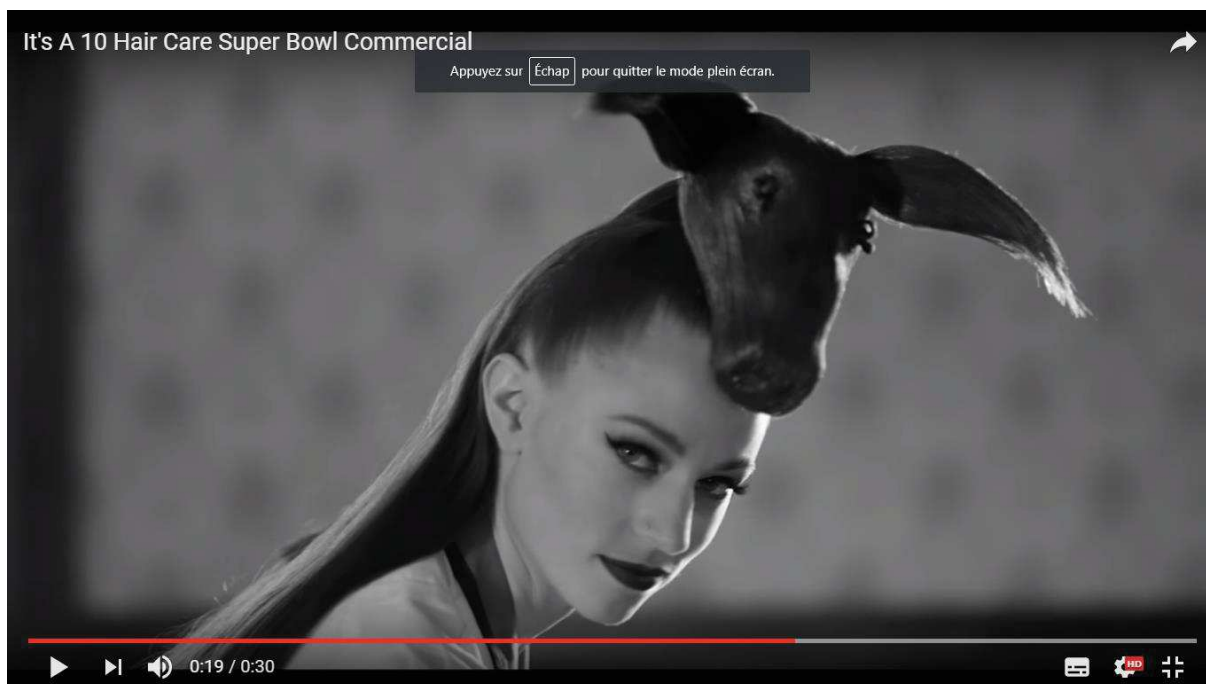 It's A 10 Hair Care Super Bowl Commercial
Appuyez sur Échap pour quitter le mode plein écran.
0:19 / 0:30
HD